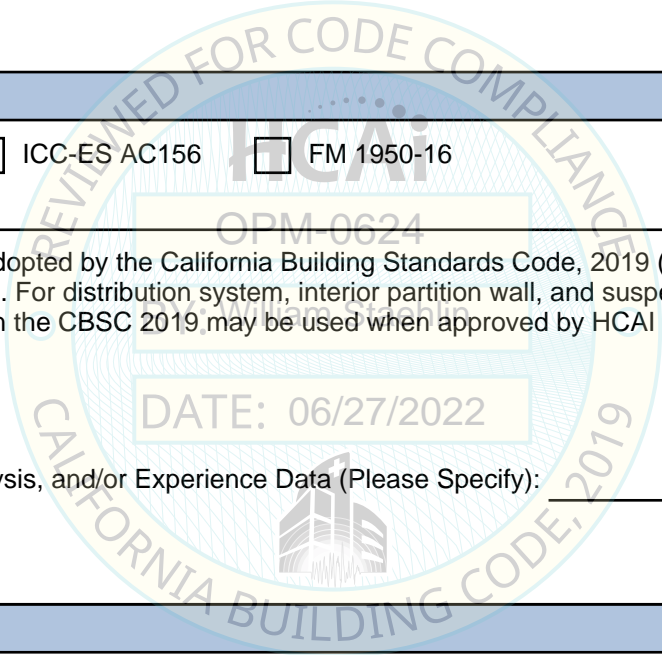 REVIEWED FOR CODE COMPLIANCE
HCAi
ICC-ES AC156 FM 1950-16
OPM-0624
dopted by the California Building Standards Code, 2019 (
. For distribution system, interior partition wall, and suspe
BY: William Staehlin
n the CBSC 2019 may be used when approved by HCAI
DATE: 06/27/2022
ysis, and/or Experience Data (Please Specify):
CALIFORNIA BUILDING CODE, 2019